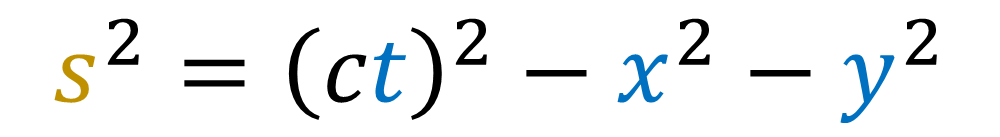 s² = (ct)² − x² − y²